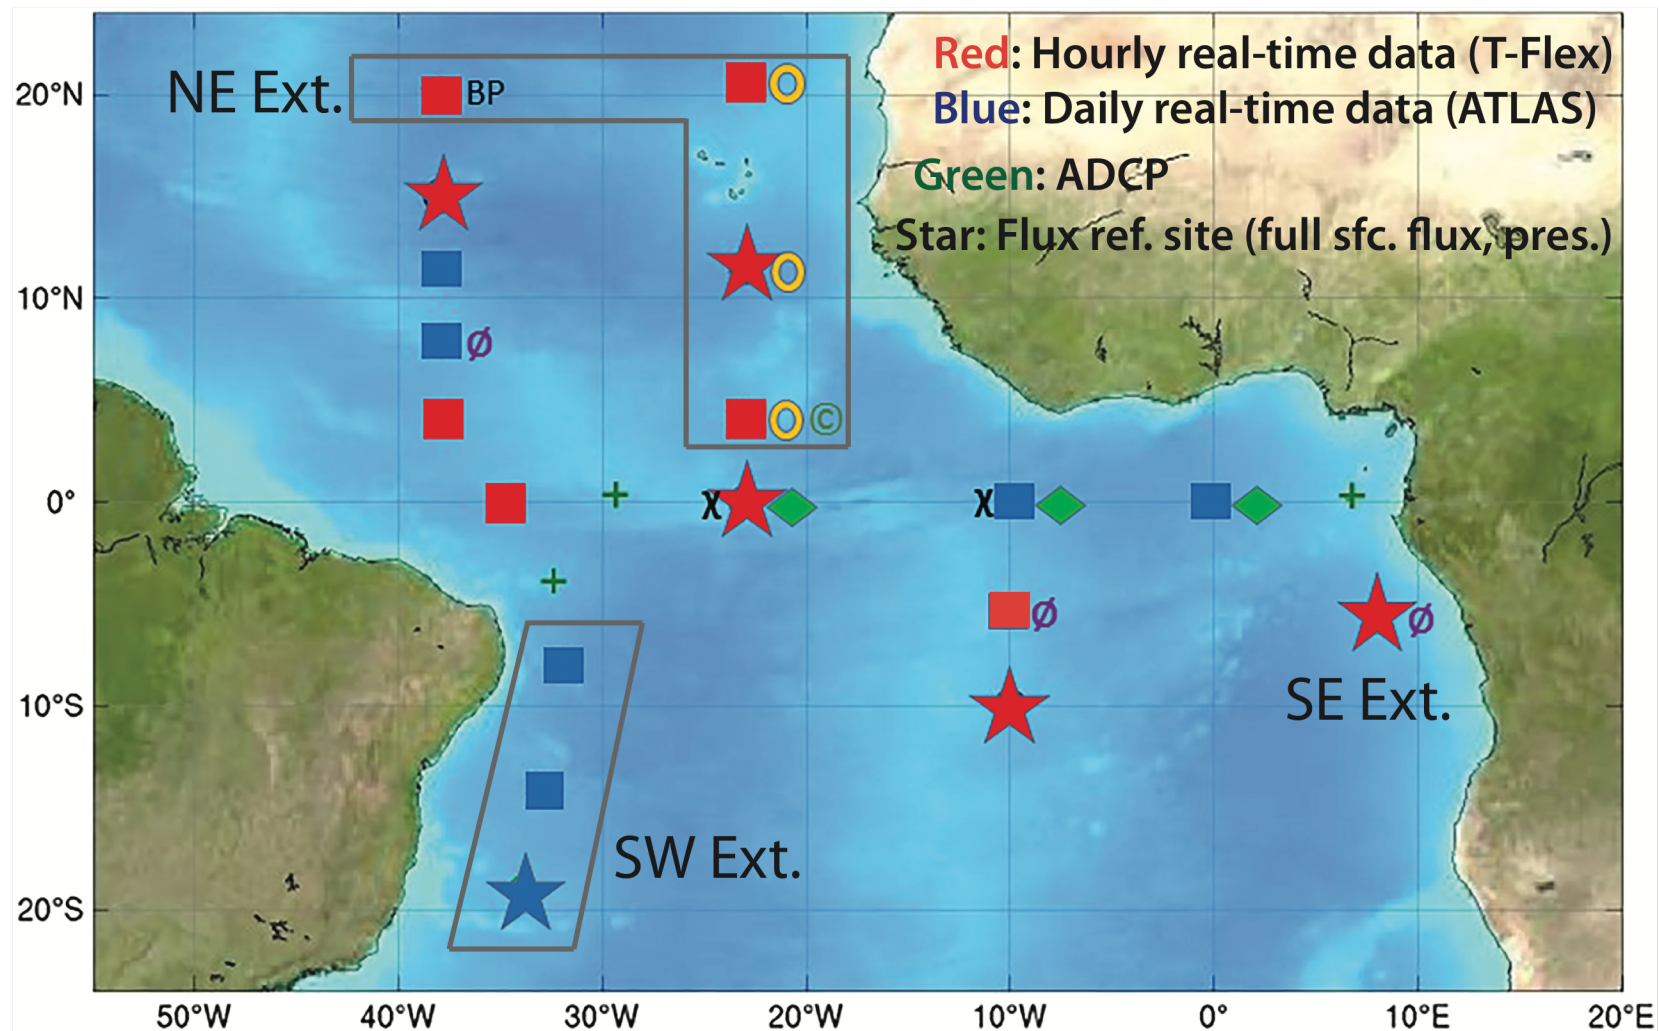 Red: Hourly real-time data (T-Flex)
NE Ext.
20°N
BP
O
Blue: Daily real-time data (ATLAS)
Green: ADCP
Star: Flux ref. site (full sfc. flux, pres.)
O
10°N
Ø
O ©
0°
χ
χ
+
+
+
Ø
Ø
10°S
SE Ext.
SW Ext.
20°S
50°W 40°W 30°W 20°W 10°W 0° 10°E 20°E